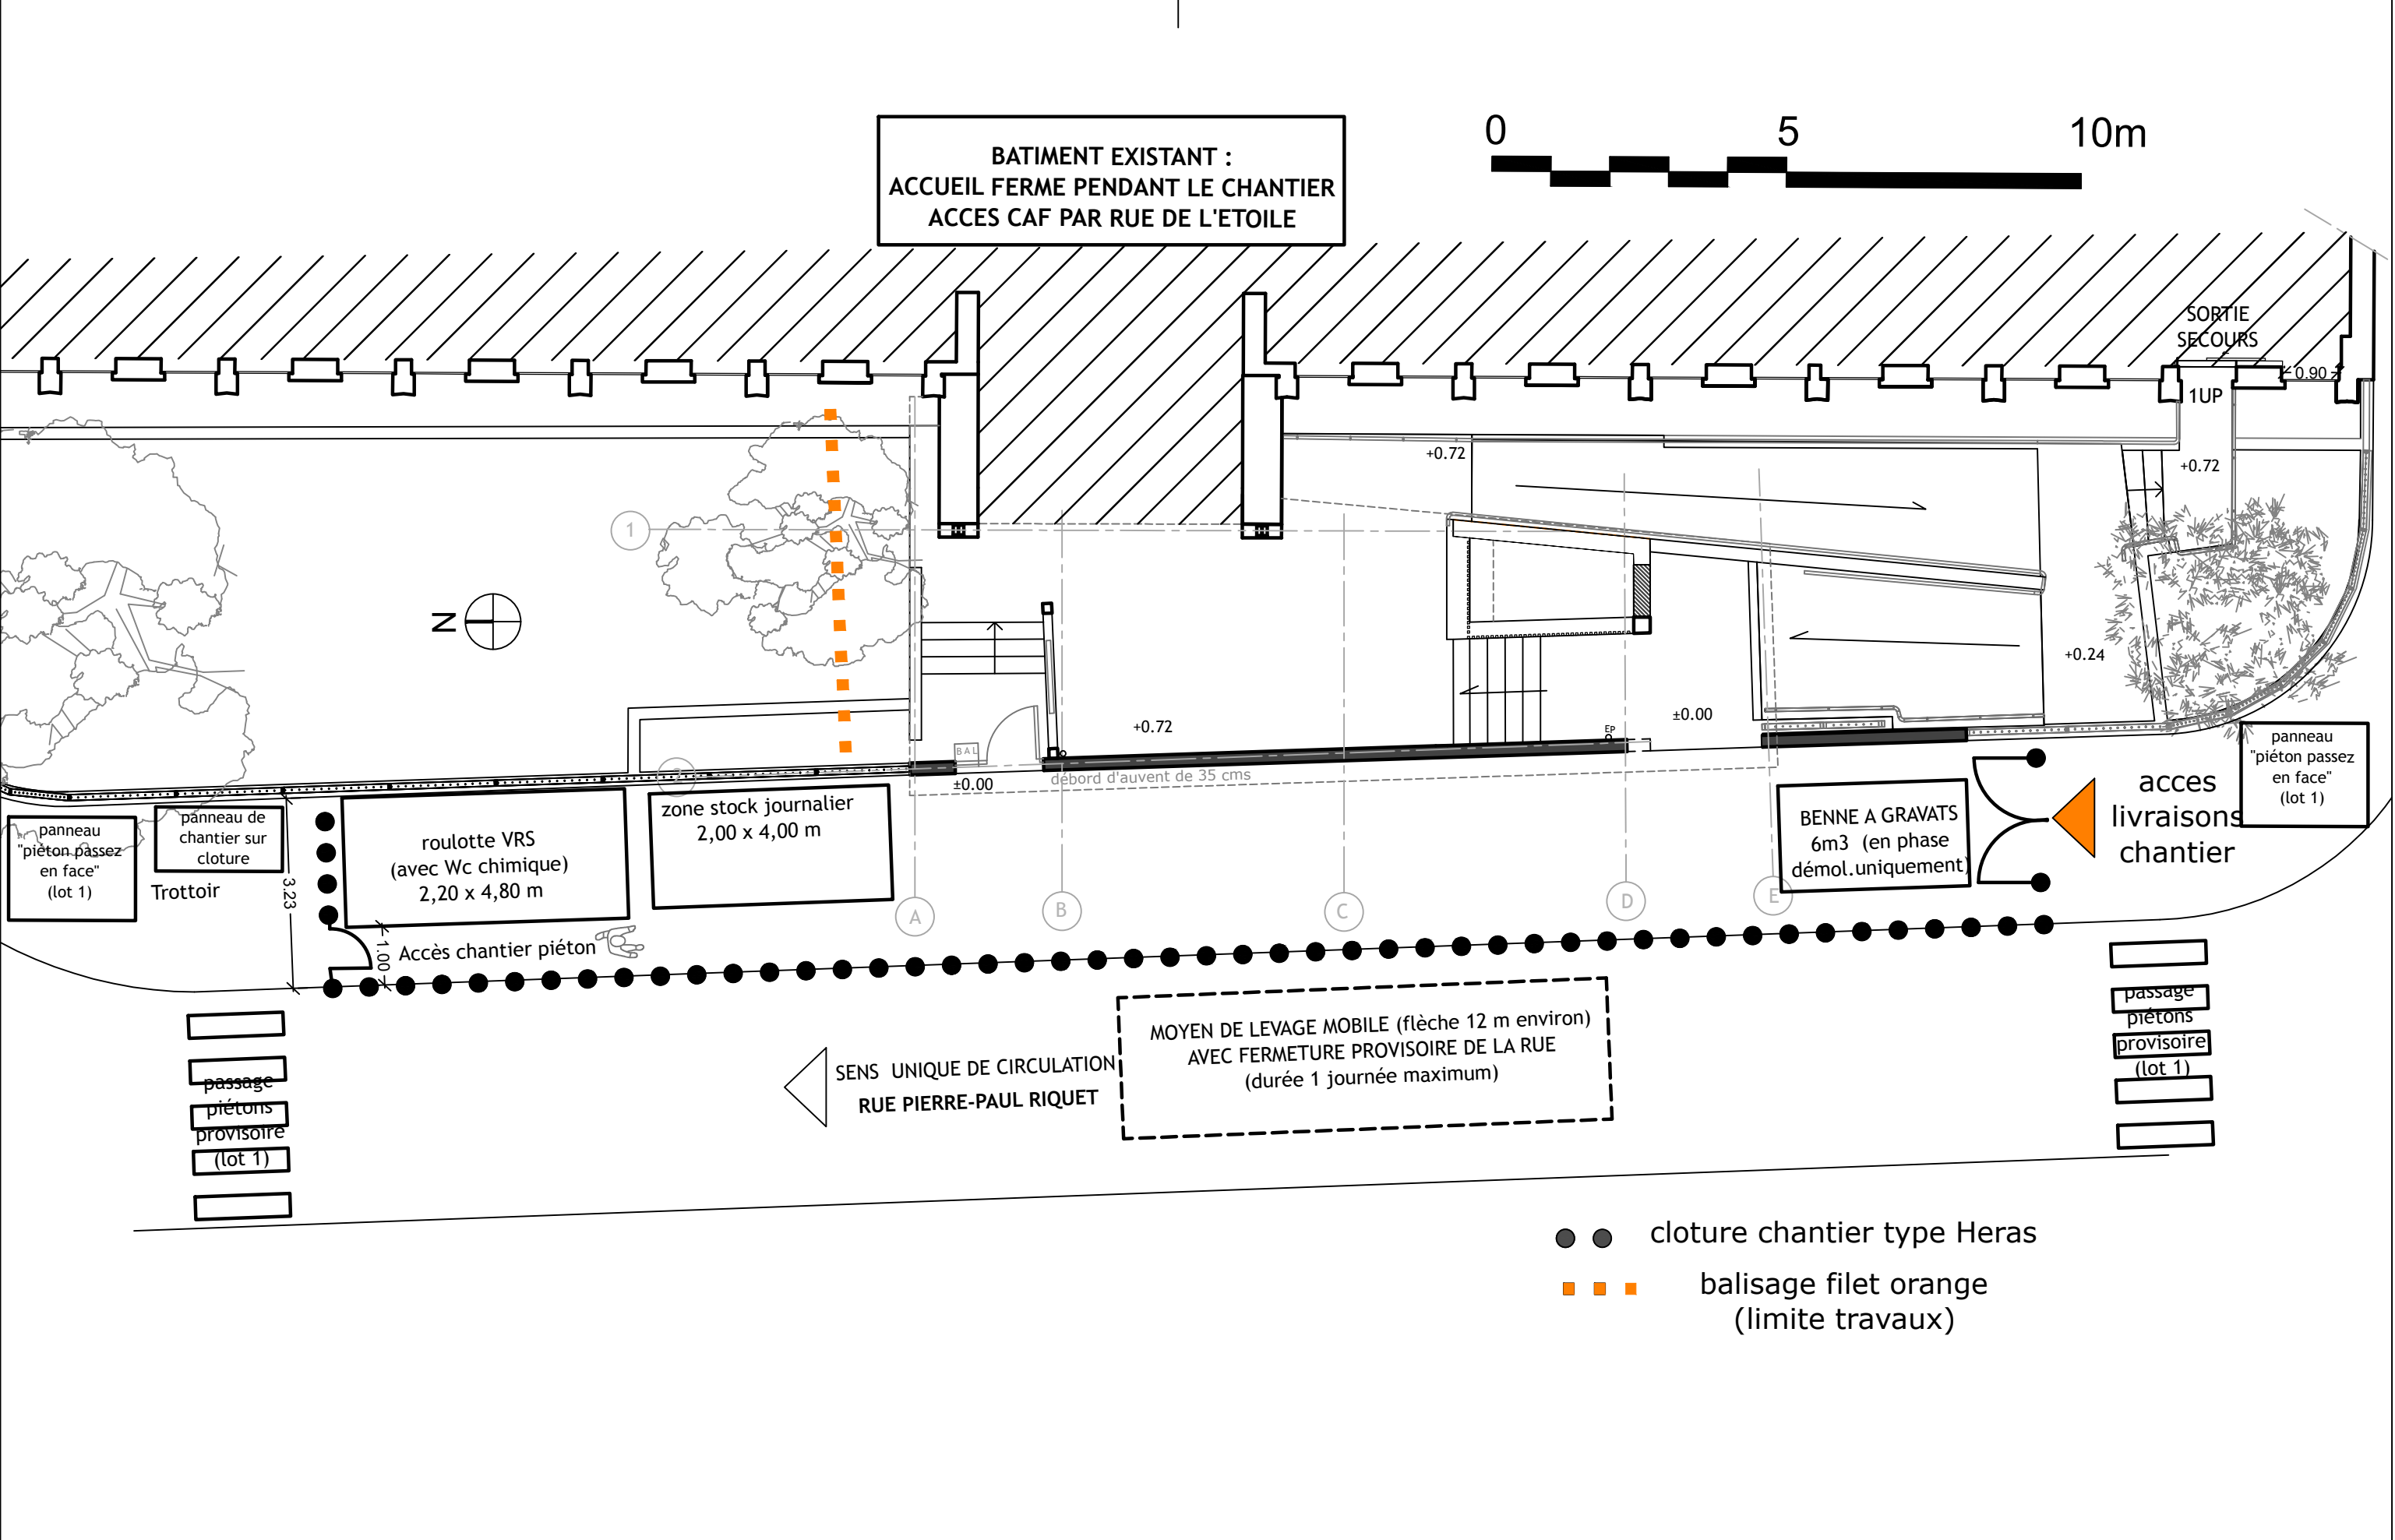 0 5 10m
BATIMENT EXISTANT :
ACCUEIL FERME PENDANT LE CHANTIER
ACCES CAF PAR RUE DE L'ETOILE
SORTIE
SECOURS
0.90
1UP
+0.72
+0.72
1
N
+0.24
+0.72
±0.00
EP
BAL
2
débord d'auvent de 35 cms
±0.00
panneau
"piéton passez
en face"
(lot 1)
panneau de
chantier sur
cloture
Trottoir
3.23
roulotte VRS
(avec Wc chimique)
2,20 x 4,80 m
zone stock journalier
2,00 x 4,00 m
A
B
C
D
E
BENNE A GRAVATS
6m3 (en phase
démol.uniquement)
acces
livraisons
chantier
panneau
"piéton passez
en face"
(lot 1)
1.00
Accès chantier piéton
MOYEN DE LEVAGE MOBILE (flèche 12 m environ)
AVEC FERMETURE PROVISOIRE DE LA RUE
(durée 1 journée maximum)
SENS UNIQUE DE CIRCULATION
RUE PIERRE-PAUL RIQUET
passage
piétons
provisoire
(lot 1)
passage
piétons
provisoire
(lot 1)
cloture chantier type Heras
balisage filet orange
(limite travaux)